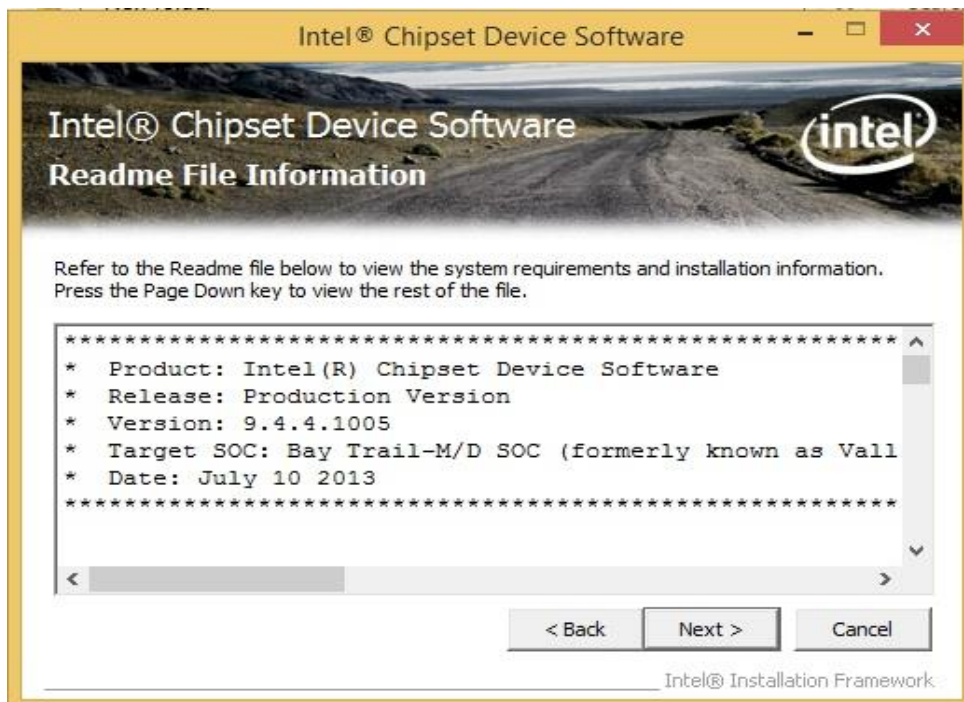 Intel® Chipset Device Software
Intel® Chipset Device Software
intel
Readme File Information
Refer to the Readme file below to view the system requirements and installation information.
Press the Page Down key to view the rest of the file.
*********************************************************
* Product: Intel(R) Chipset Device Software
* Release: Production Version
* Version: 9.4.4.1005
* Target SOC: Bay Trail-M/D SOC (formerly known as Vall
* Date: July 10 2013
*********************************************************
< Back
Next >
Cancel
Intel® Installation Framework